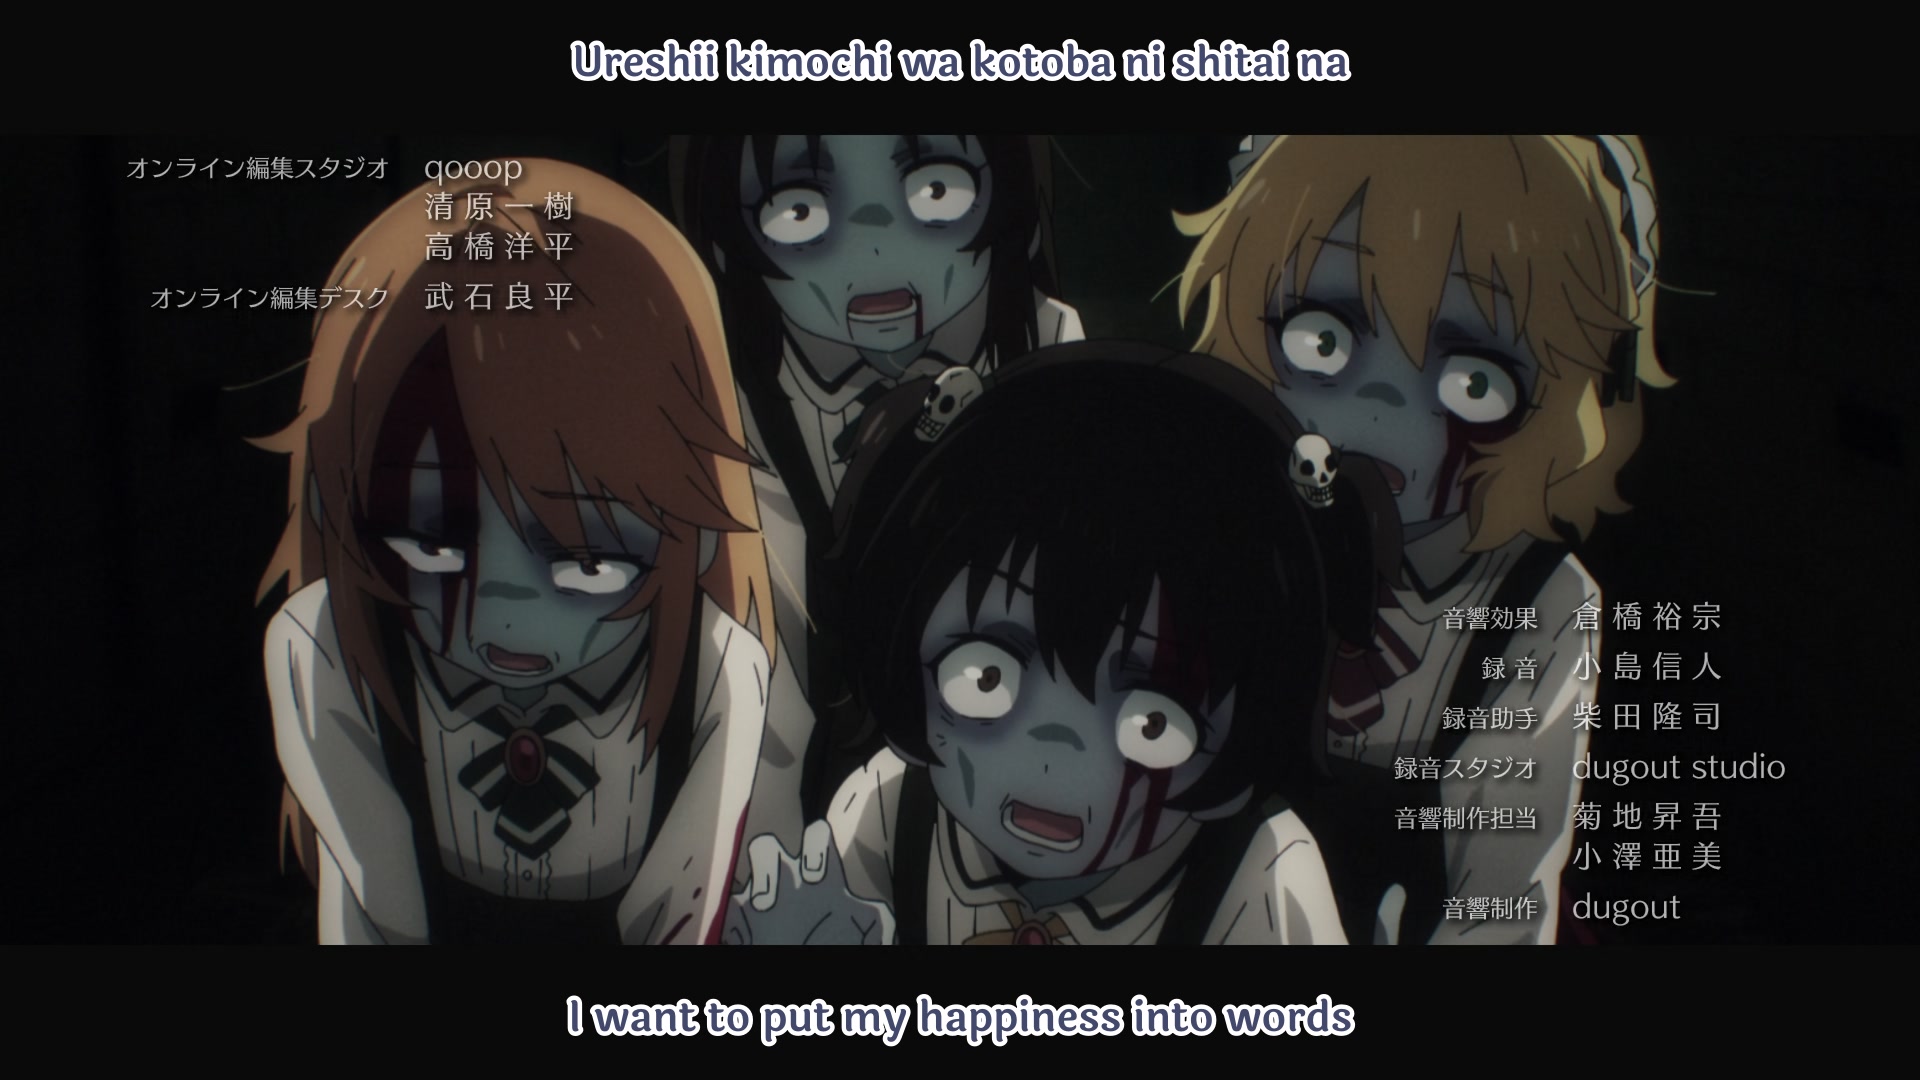 Ureshii kimochi wa kotoba ni shitai na
オンライン編集スタジオ qooop
清原一樹
高橋洋平
オンライン編集デスク 武石良平
音響効果 倉橋裕宗
録音 小島信人
録音助手 柴田隆司
録音スタジオ dugout studio
音響制作担当 菊地昇吾
小澤亜美
音響制作 dugout
I want to put my happiness into words